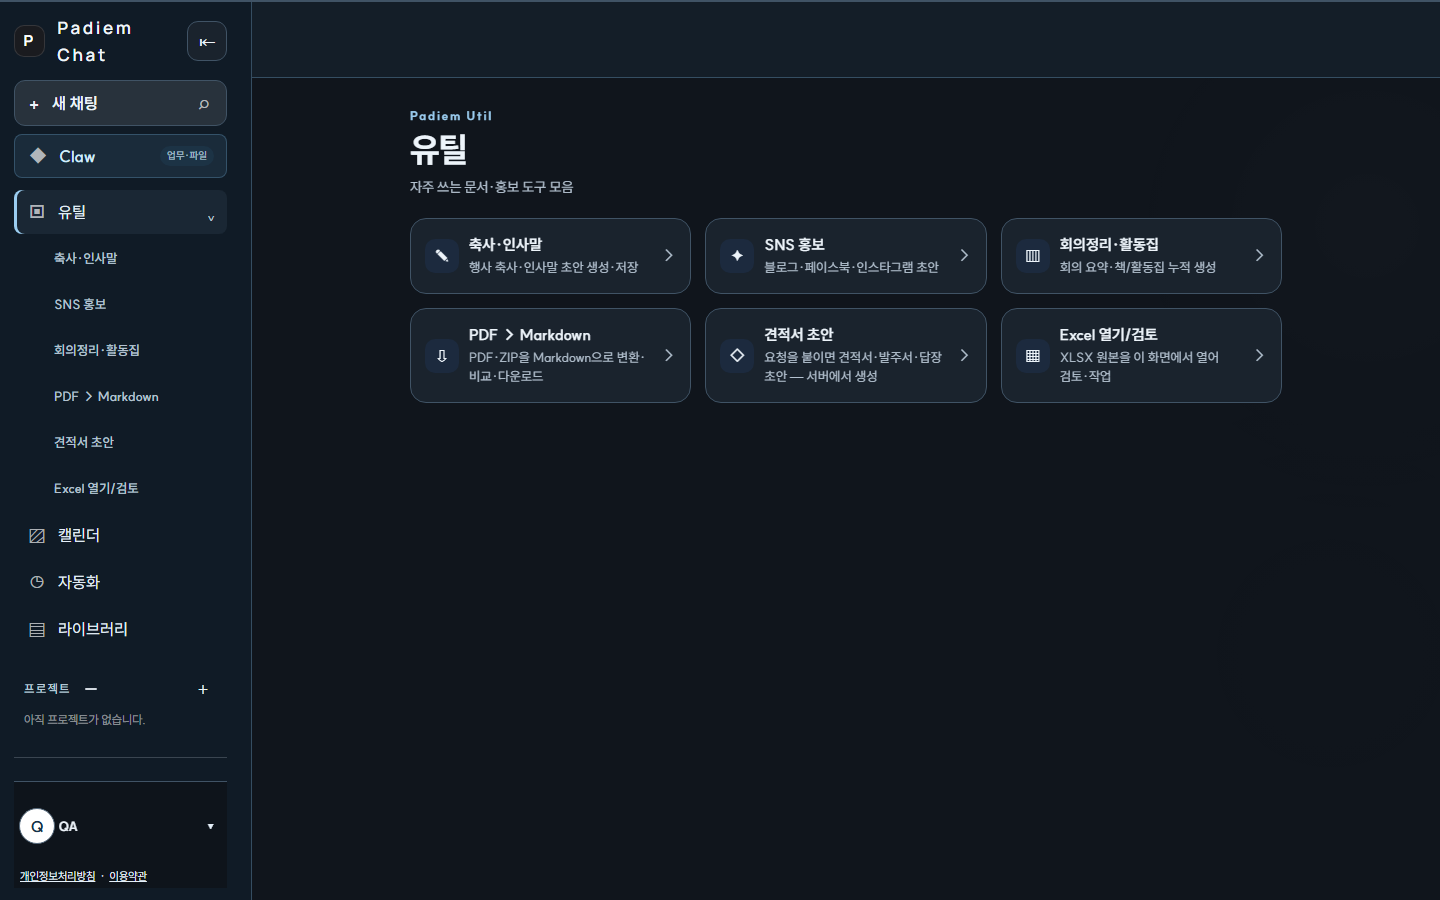 P
Padiem
Chat
+ 새 채팅
Claw
업무·파일
유틸
축사·인사말
SNS 홍보
회의정리·활동집
PDF > Markdown
견적서 초안
Excel 열기/검토
캘린더
자동화
라이브러리
프로젝트 — +
아직 프로젝트가 없습니다.
Q QA
개인정보처리방침 · 이용약관
Padiem Util
유틸
자주 쓰는 문서·홍보 도구 모음
축사·인사말
행사 축사·인사말 초안 생성·저장
SNS 홍보
블로그·페이스북·인스타그램 초안
회의정리·활동집
회의 요약·책/활동집 누적 생성
PDF > Markdown
PDF·ZIP을 Markdown으로 변환·
비교·다운로드
견적서 초안
요청을 붙이면 견적서·발주서·답장
초안 — 서버에서 생성
Excel 열기/검토
XLSX 원본을 이 화면에서 열어
검토·작업